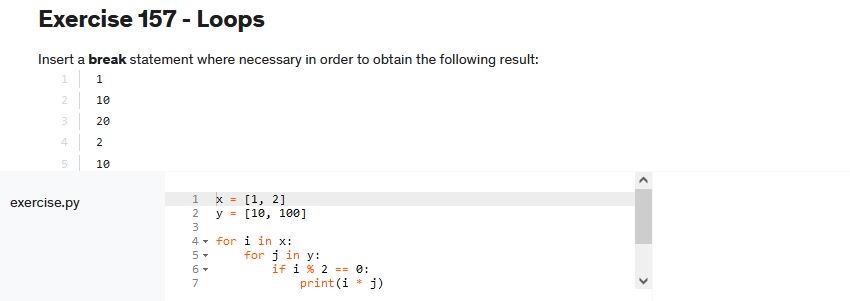 Exercise 157 - Loops
Insert a break statement where necessary in order to obtain the following result:
1 1
2 10
3 20
4 2
5 10
exercise.py
1 x = [1, 2]
2 y = [10, 100]
3
4 for i in x:
5 for j in y:
6 if i % 2 == 0:
7 print(i * j)